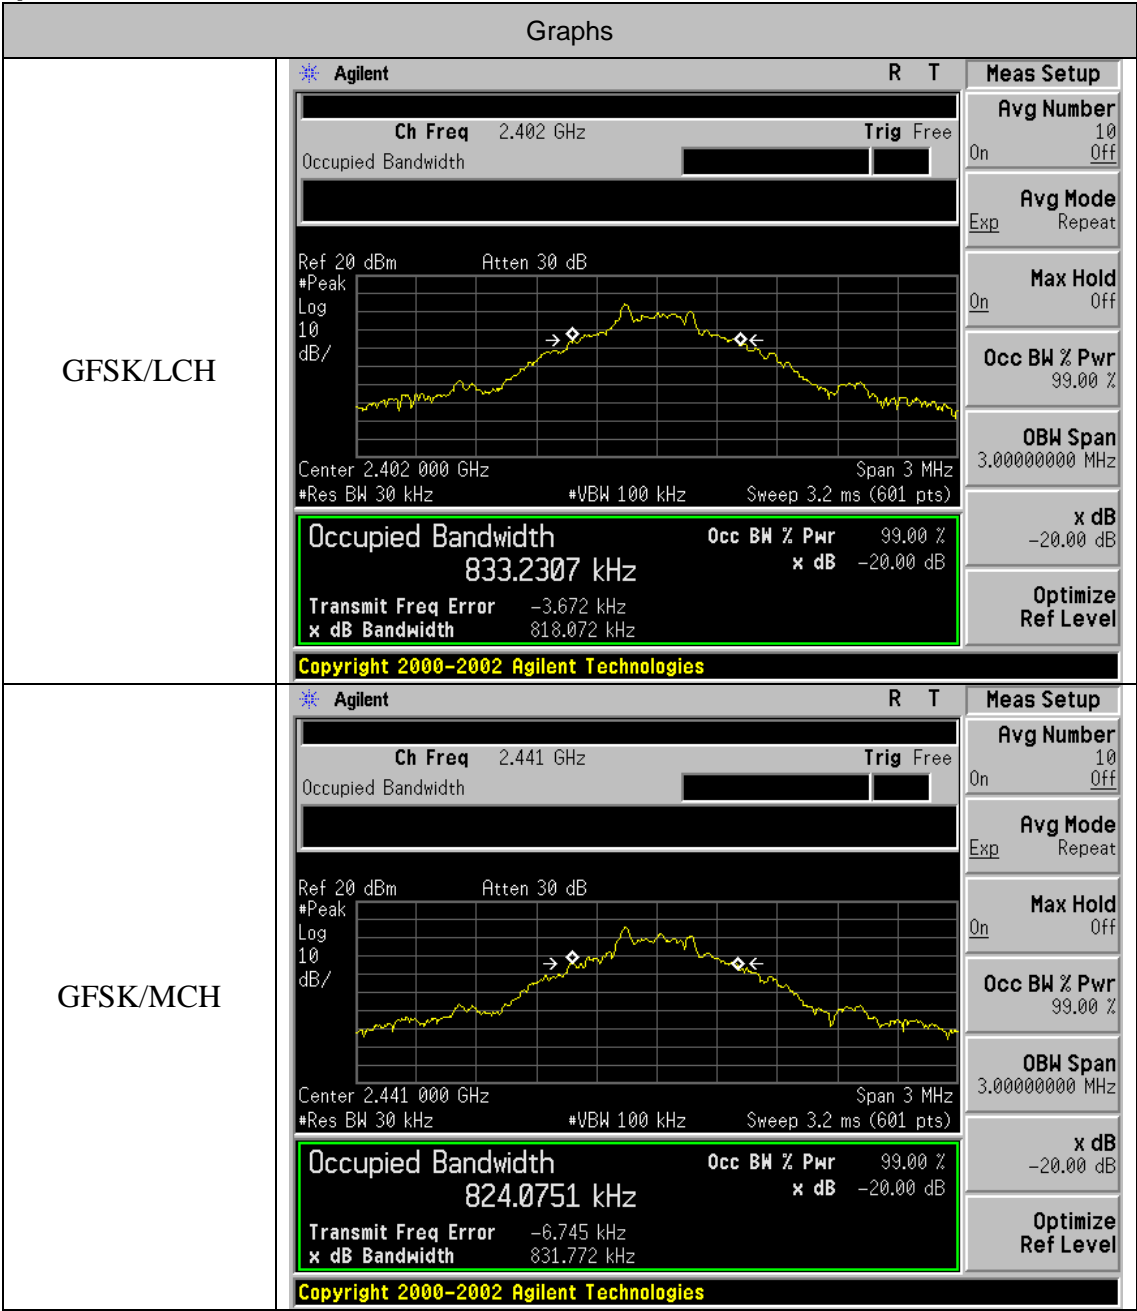 Graphs
GFSK/LCH
Agilent R T
Ch Freq 2.402 GHz Trig Free
Occupied Bandwidth
Ref 20 dBm Atten 30 dB
#Peak
Log
10
dB/
Center 2.402 000 GHz Span 3 MHz
#Res BW 30 kHz #VBW 100 kHz Sweep 3.2 ms (601 pts)
Occupied Bandwidth Occ BW % Pwr 99.00 %
833.2307 kHz x dB -20.00 dB
Transmit Freq Error -3.672 kHz
x dB Bandwidth 818.072 kHz
Copyright 2000-2002 Agilent Technologies
Meas Setup
Avg Number
10
On Off
Avg Mode
Exp Repeat
Max Hold
On Off
Occ BW % Pwr
99.00 %
OBW Span
3.00000000 MHz
x dB
-20.00 dB
Optimize
Ref Level
GFSK/MCH
Agilent R T
Ch Freq 2.441 GHz Trig Free
Occupied Bandwidth
Ref 20 dBm Atten 30 dB
#Peak
Log
10
dB/
Center 2.441 000 GHz Span 3 MHz
#Res BW 30 kHz #VBW 100 kHz Sweep 3.2 ms (601 pts)
Occupied Bandwidth Occ BW % Pwr 99.00 %
824.0751 kHz x dB -20.00 dB
Transmit Freq Error -6.745 kHz
x dB Bandwidth 831.772 kHz
Copyright 2000-2002 Agilent Technologies
Meas Setup
Avg Number
10
On Off
Avg Mode
Exp Repeat
Max Hold
On Off
Occ BW % Pwr
99.00 %
OBW Span
3.00000000 MHz
x dB
-20.00 dB
Optimize
Ref Level